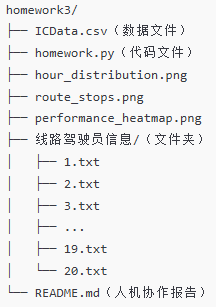 homework3/
├── ICData.csv（数据文件）
├── homework.py（代码文件）
├── hour_distribution.png
├── route_stops.png
├── performance_heatmap.png
├── 线路驾驶员信息/（文件夹）
│   ├── 1.txt
│   ├── 2.txt
│   ├── 3.txt
│   ├── ...
│   ├── 19.txt
│   └── 20.txt
└── README.md（人机协作报告）